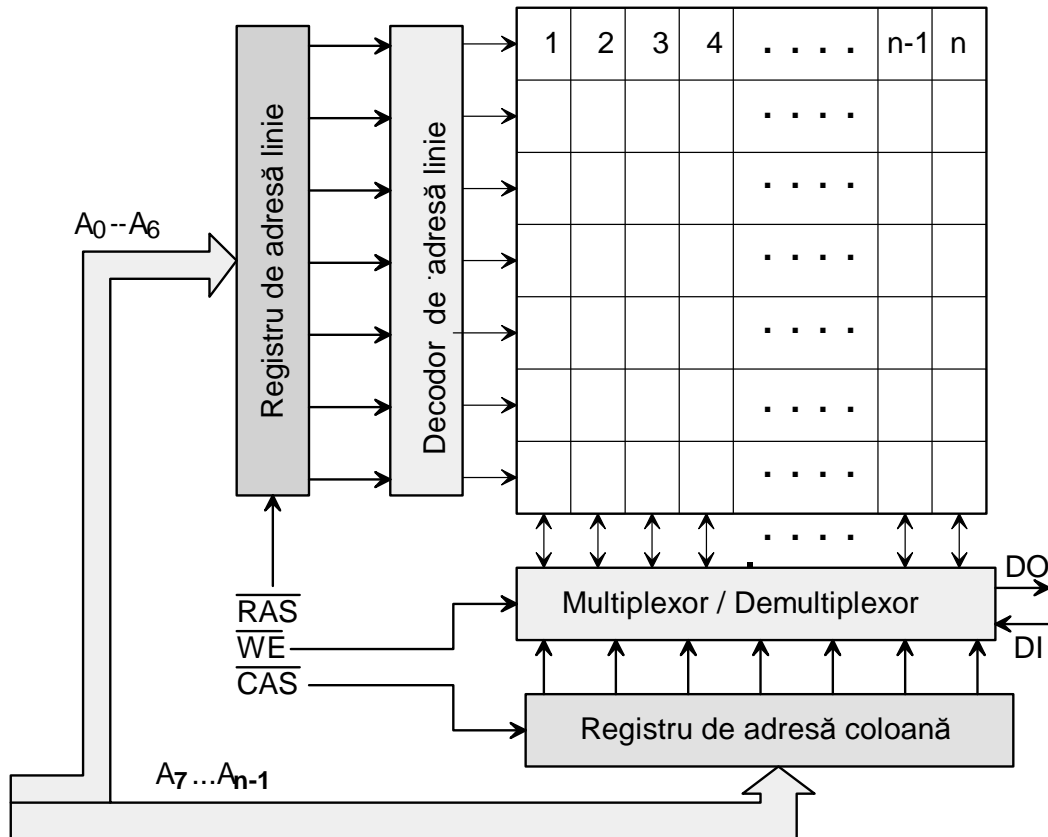 1 2 3 4 . . . . n-1 n
. . . .
. . . .
. . . .
. . . .
. . . .
. . . .
. . . .
Registru de adresă linie
Decodor de adresă linie
A0--A6
RAS
WE
CAS
Multiplexor / Demultiplexor
DO
DI
Registru de adresă coloană
A7...An-1